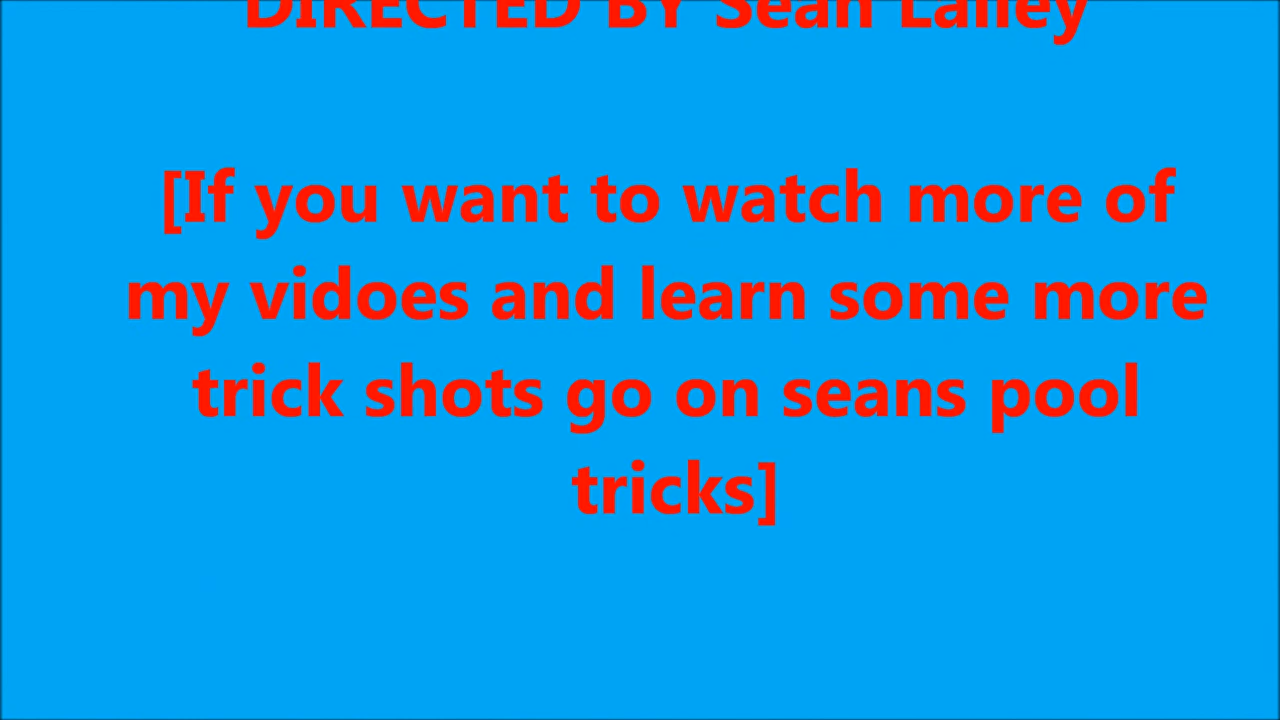 DIRECTED BY Sean
[If you want to watch more of
my vidoes and learn some more
trick shots go on seans pool
tricks]